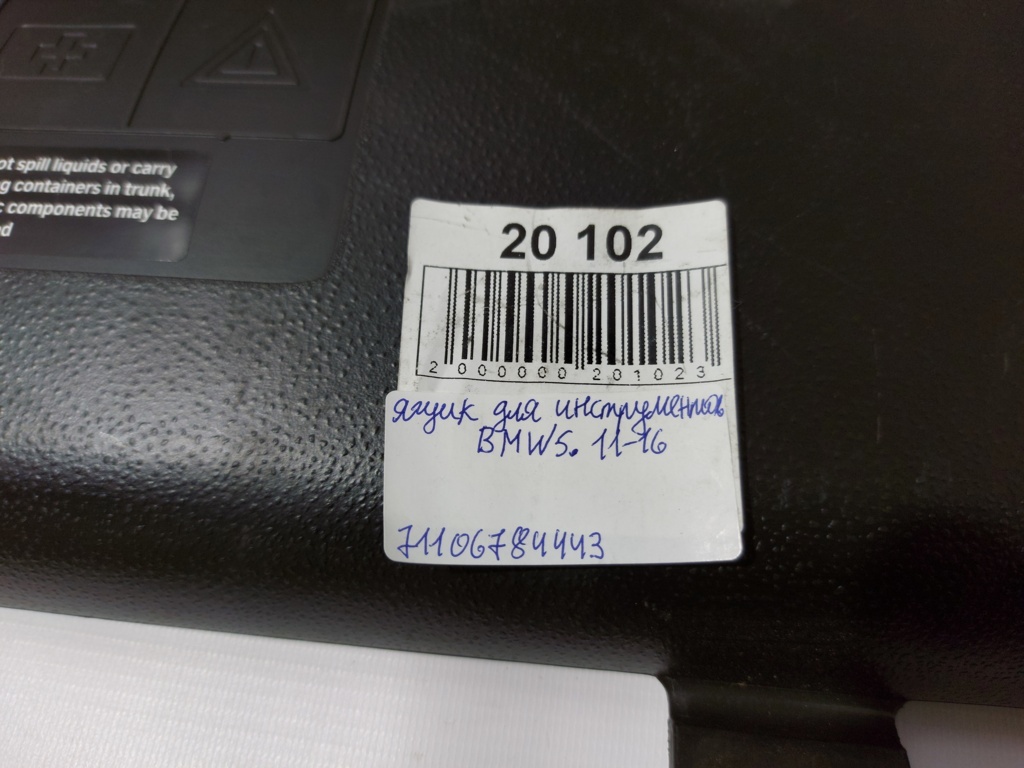 ot spill liquids or carry
g containers in trunk,
c components may be
d
20 102
2 000000 201023
ящик для инструментов
BMW5. 11-16
71106784443